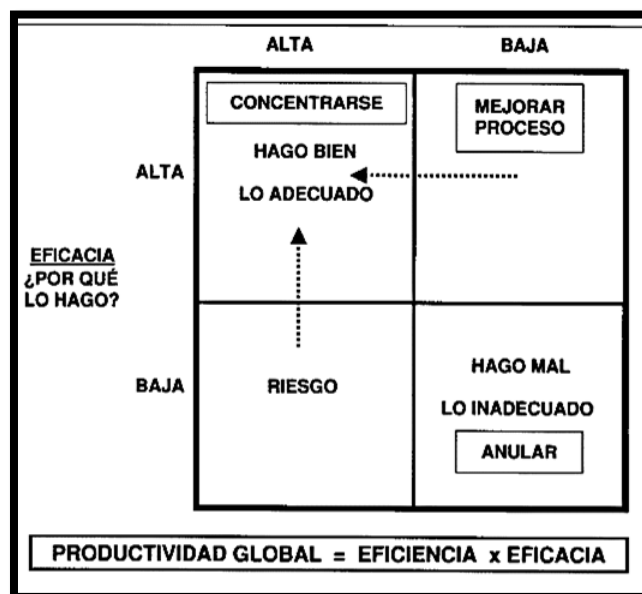 ALTA BAJA
CONCENTRARSE
MEJORAR
PROCESO
HAGO BIEN
LO ADECUADO
ALTA
EFICACIA
¿POR QUÉ
LO HAGO?
BAJA
RIESGO
HAGO MAL
LO INADECUADO
ANULAR
PRODUCTIVIDAD GLOBAL = EFICIENCIA x EFICACIA